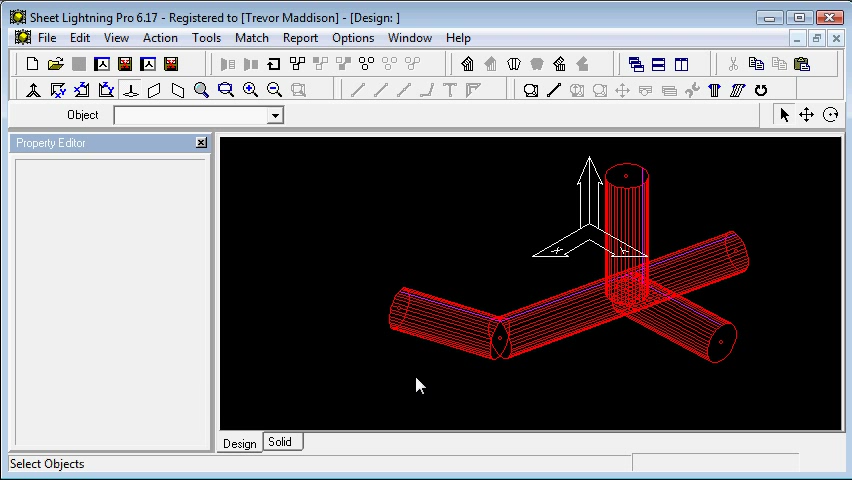 Sheet Lightning Pro 6.17 - Registered to [Trevor Maddison] - [Design: ]
File Edit View Action Tools Match Report Options Window Help
Object
Property Editor
X Y
Design Solid
Select Objects